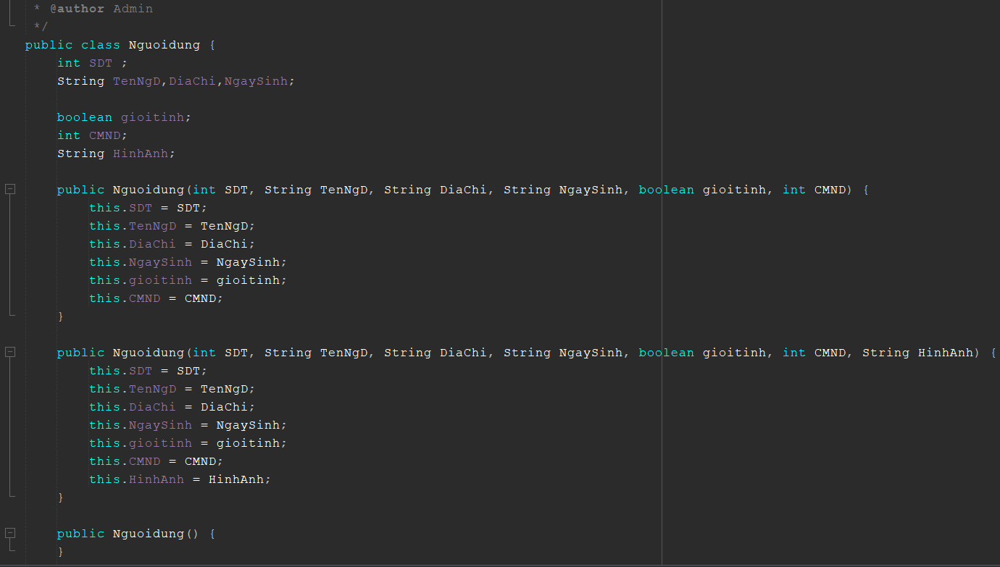 * @author Admin
*/
public class Nguoidung {
    int SDT ;
    String TenNgD,DiaChi,NgaySinh;

    boolean gioitinh;
    int CMND;
    String HinhAnh;

    public Nguoidung(int SDT, String TenNgD, String DiaChi, String NgaySinh, boolean gioitinh, int CMND) {
        this.SDT = SDT;
        this.TenNgD = TenNgD;
        this.DiaChi = DiaChi;
        this.NgaySinh = NgaySinh;
        this.gioitinh = gioitinh;
        this.CMND = CMND;
    }

    public Nguoidung(int SDT, String TenNgD, String DiaChi, String NgaySinh, boolean gioitinh, int CMND, String HinhAnh) {
        this.SDT = SDT;
        this.TenNgD = TenNgD;
        this.DiaChi = DiaChi;
        this.NgaySinh = NgaySinh;
        this.gioitinh = gioitinh;
        this.CMND = CMND;
        this.HinhAnh = HinhAnh;
    }

    public Nguoidung() {
    }